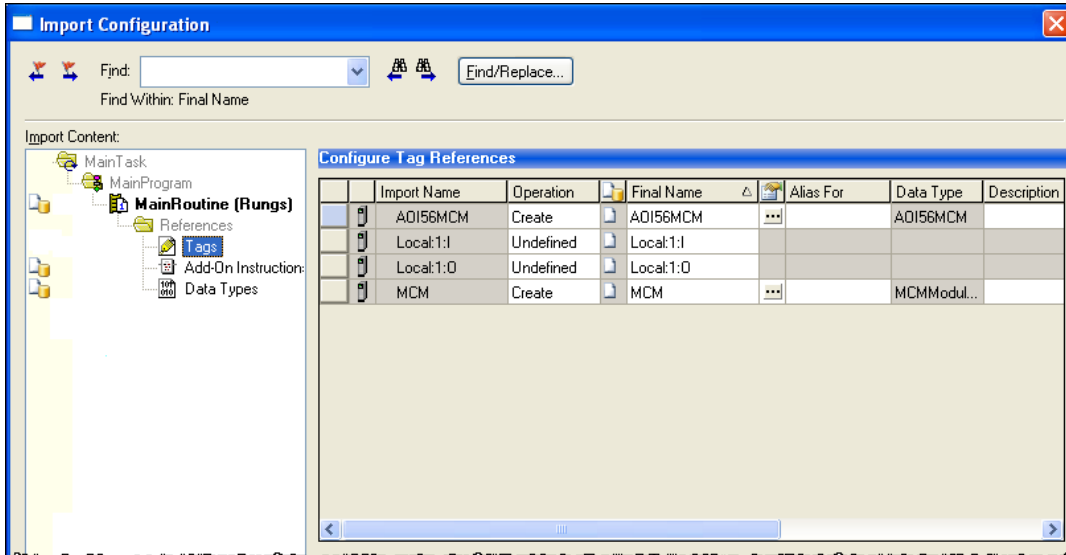 Import Configuration
Find:
Find/Replace...
Find Within: Final Name
Import Content:
MainTask
MainProgram
MainRoutine (Rungs)
References
Tags
Add-On Instruction:
Data Types
Configure Tag References
Import Name Operation Final Name Alias For Data Type Description
AOI56MCM Create AOI56MCM ... AOI56MCM
Local:1:I Undefined Local:1:I
Local:1:O Undefined Local:1:O
MCM Create MCM ... MCMModul...